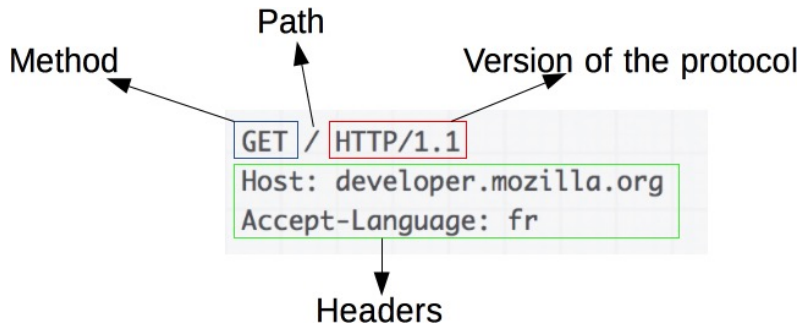 Path
Method
Version of the protocol
GET / HTTP/1.1
Host: developer.mozilla.org
Accept-Language: fr
Headers